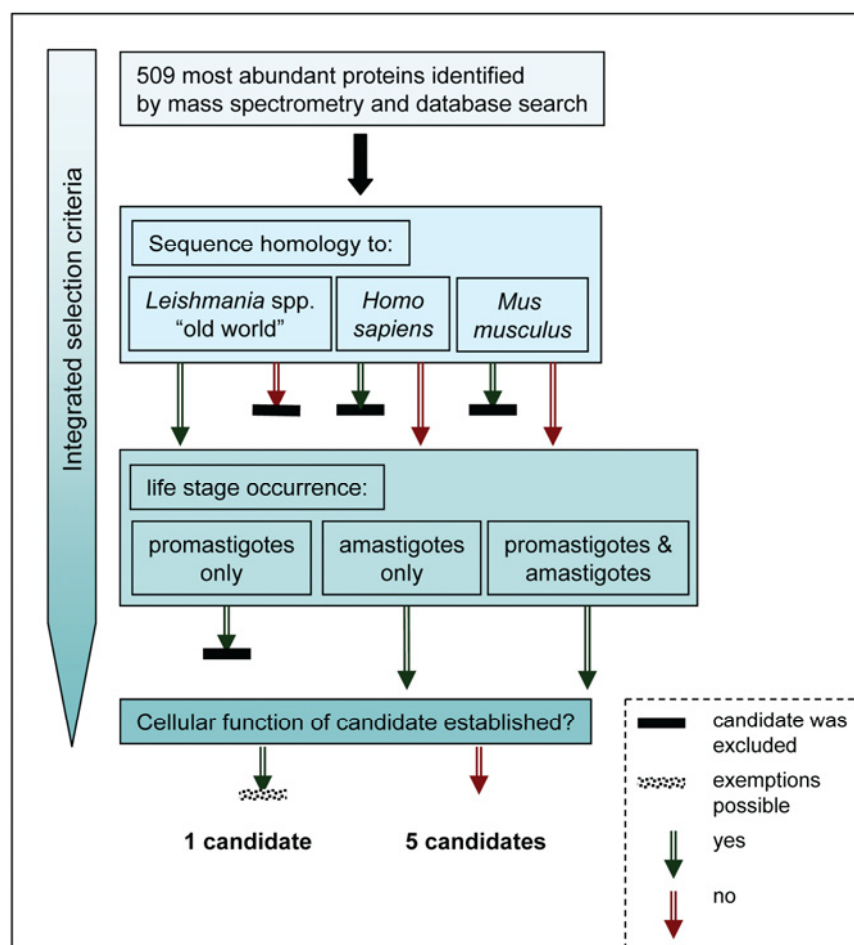 Integrated selection criteria
509 most abundant proteins identified
by mass spectrometry and database search
Sequence homology to:
Leishmania spp.
“old world”
Homo
sapiens
Mus
musculus
life stage occurrence:
promastigotes
only
amastigotes
only
promastigotes &
amastigotes
Cellular function of candidate established?
1 candidate
5 candidates
candidate was
excluded
exemptions
possible
yes
no